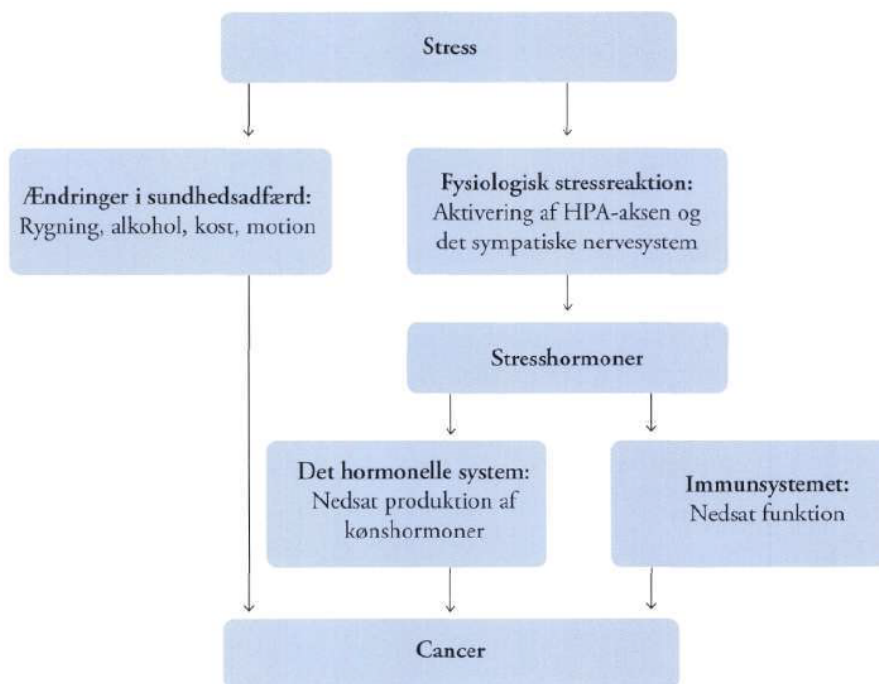 Stress
Ændringer i sundhedsadfærd:
Rygning, alkohol, kost, motion
Fysiologisk stressreaktion:
Aktivering af HPA-aksen og
det sympatiske nervesystem
Stresshormoner
Det hormonelle system:
Nedsat produktion af
kønshormoner
Immunsystemet:
Nedsat funktion
Cancer